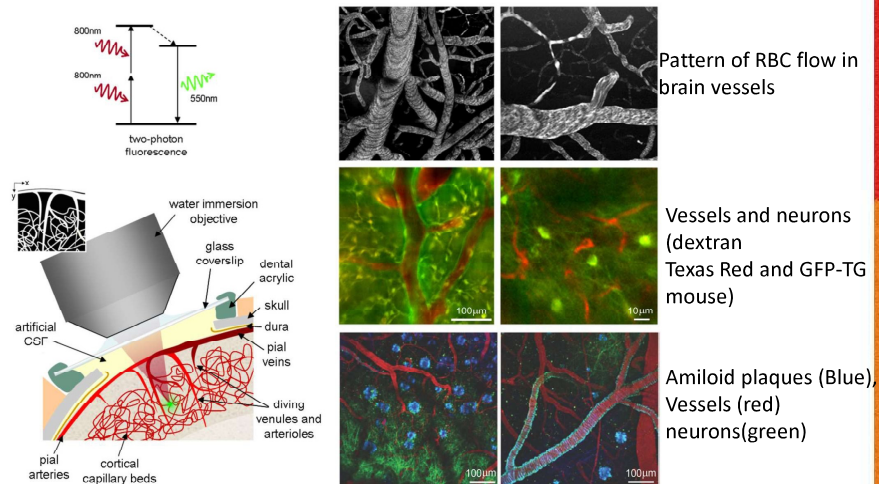 800nm
800nm
550nm
two-photon
fluorescence
Pattern of RBC flow in
brain vessels
x
y
water immersion
objective
glass
coverslip
dental
acrylic
skull
dura
pial
veins
artificial
CSF
diving
venules and
arterioles
pial
arteries
cortical
capillary beds
100µm
10µm
Vessels and neurons
(dextran
Texas Red and GFP-TG
mouse)
100µm
100µm
Amiloid plaques (Blue),
Vessels (red)
neurons(green)